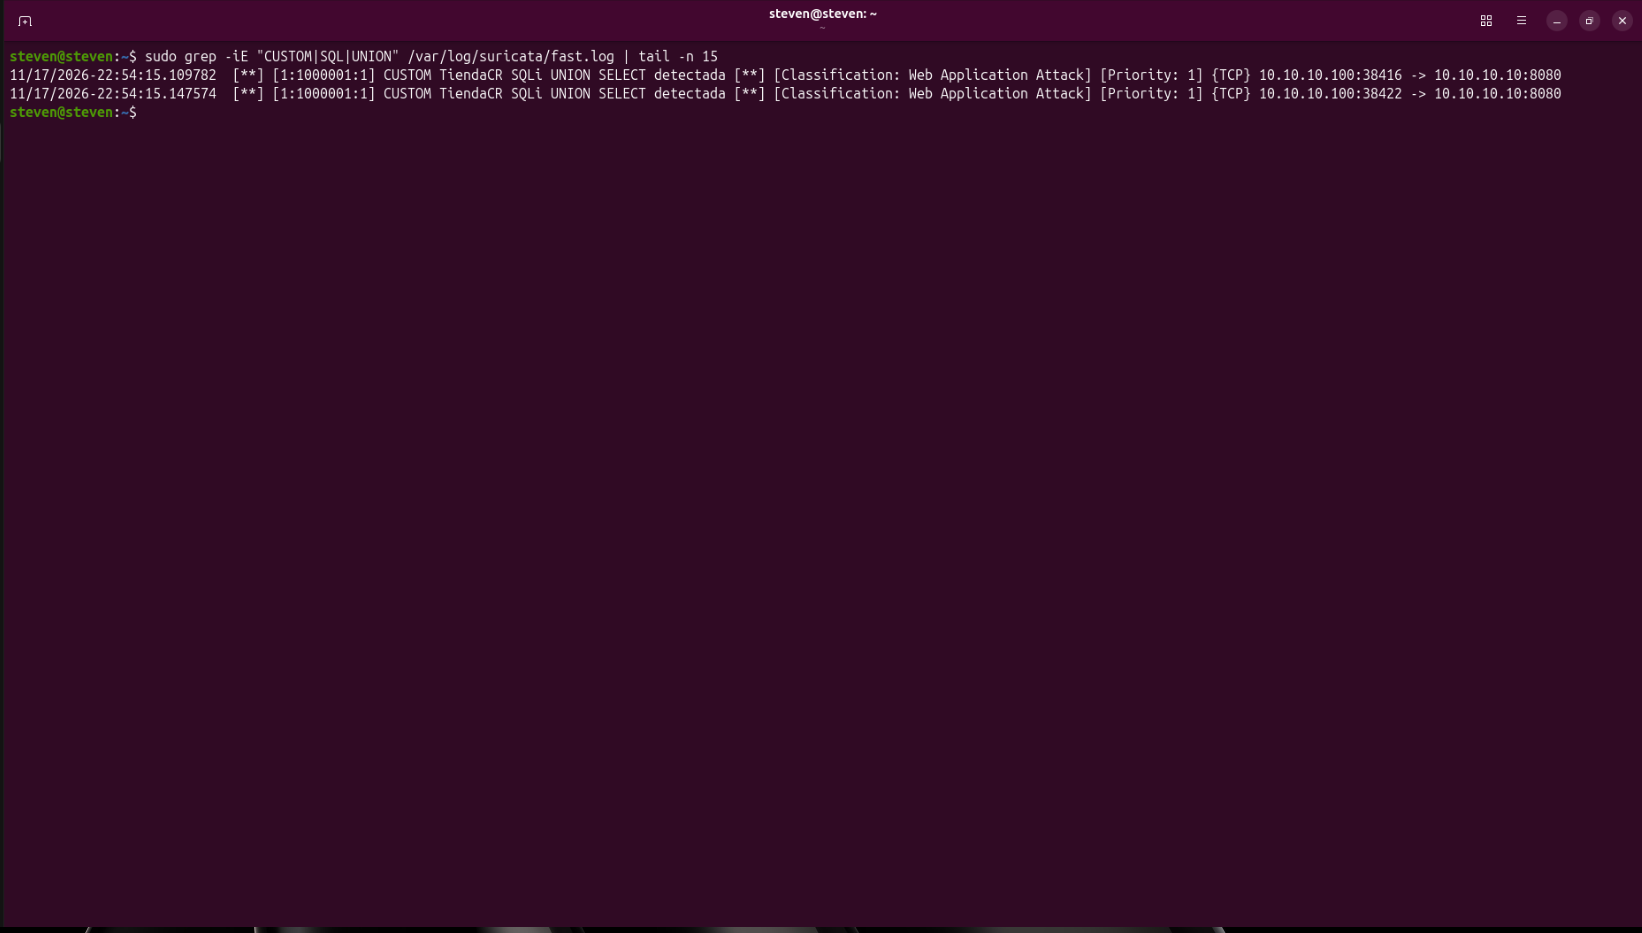 steven@steven: ~
~
steven@steven:~$ sudo grep -iE "CUSTOM|SQL|UNION" /var/log/suricata/fast.log | tail -n 15
11/17/2026-22:54:15.109782  [**] [1:1000001:1] CUSTOM TiendaCR SQLi UNION SELECT detectada [**] [Classification: Web Application Attack] [Priority: 1] {TCP} 10.10.10.100:38416 -> 10.10.10.10:8080
11/17/2026-22:54:15.147574  [**] [1:1000001:1] CUSTOM TiendaCR SQLi UNION SELECT detectada [**] [Classification: Web Application Attack] [Priority: 1] {TCP} 10.10.10.100:38422 -> 10.10.10.10:8080
steven@steven:~$